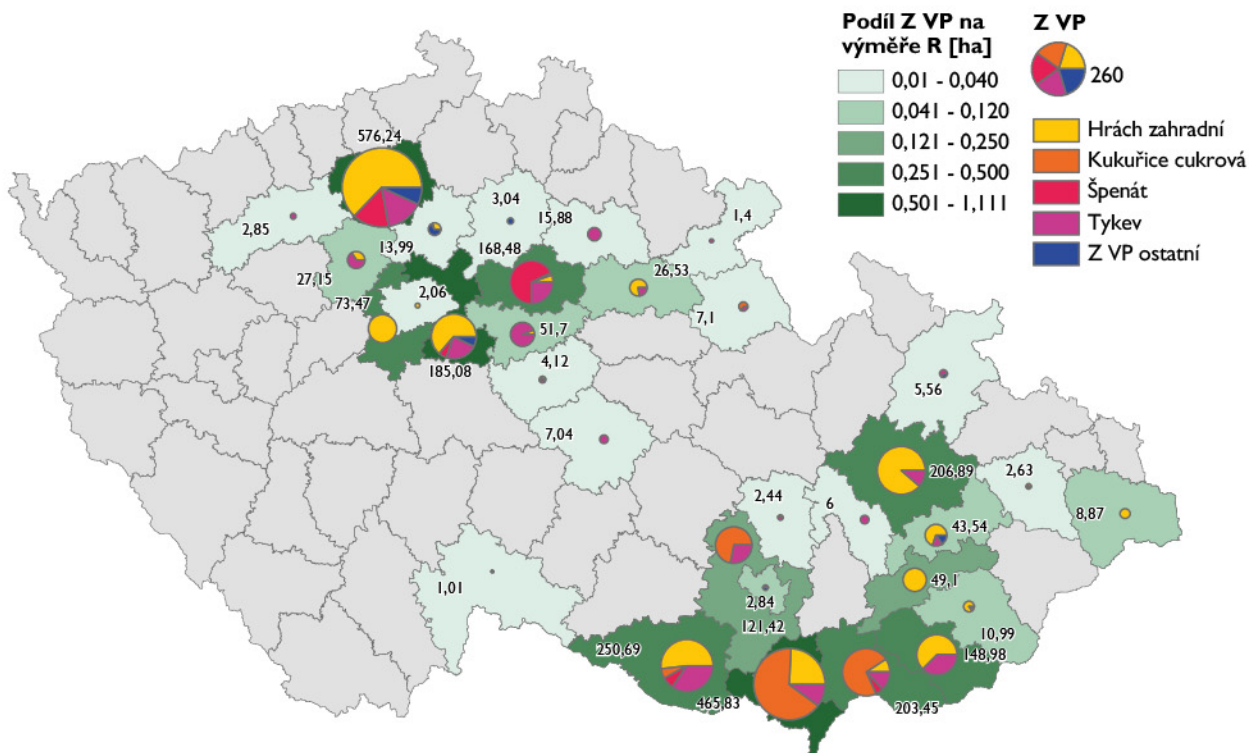 Podíl Z VP na
výměře R [ha]
0,01 - 0,040
0,041 - 0,120
0,121 - 0,250
0,251 - 0,500
0,501 - 1,111
Z VP
260
Hrách zahradní
Kukuřice cukrová
Špenát
Tykev
Z VP ostatní
576,24
2,85
13,99
3,04
15,88
1,4
27,15
168,48
26,53
73,47
2,06
7,1
51,7
185,08
4,12
5,56
7,04
206,89
2,63
2,44
6
8,87
43,54
1,01
2,84
49,1
121,42
10,99
250,69
148,98
465,83
203,45